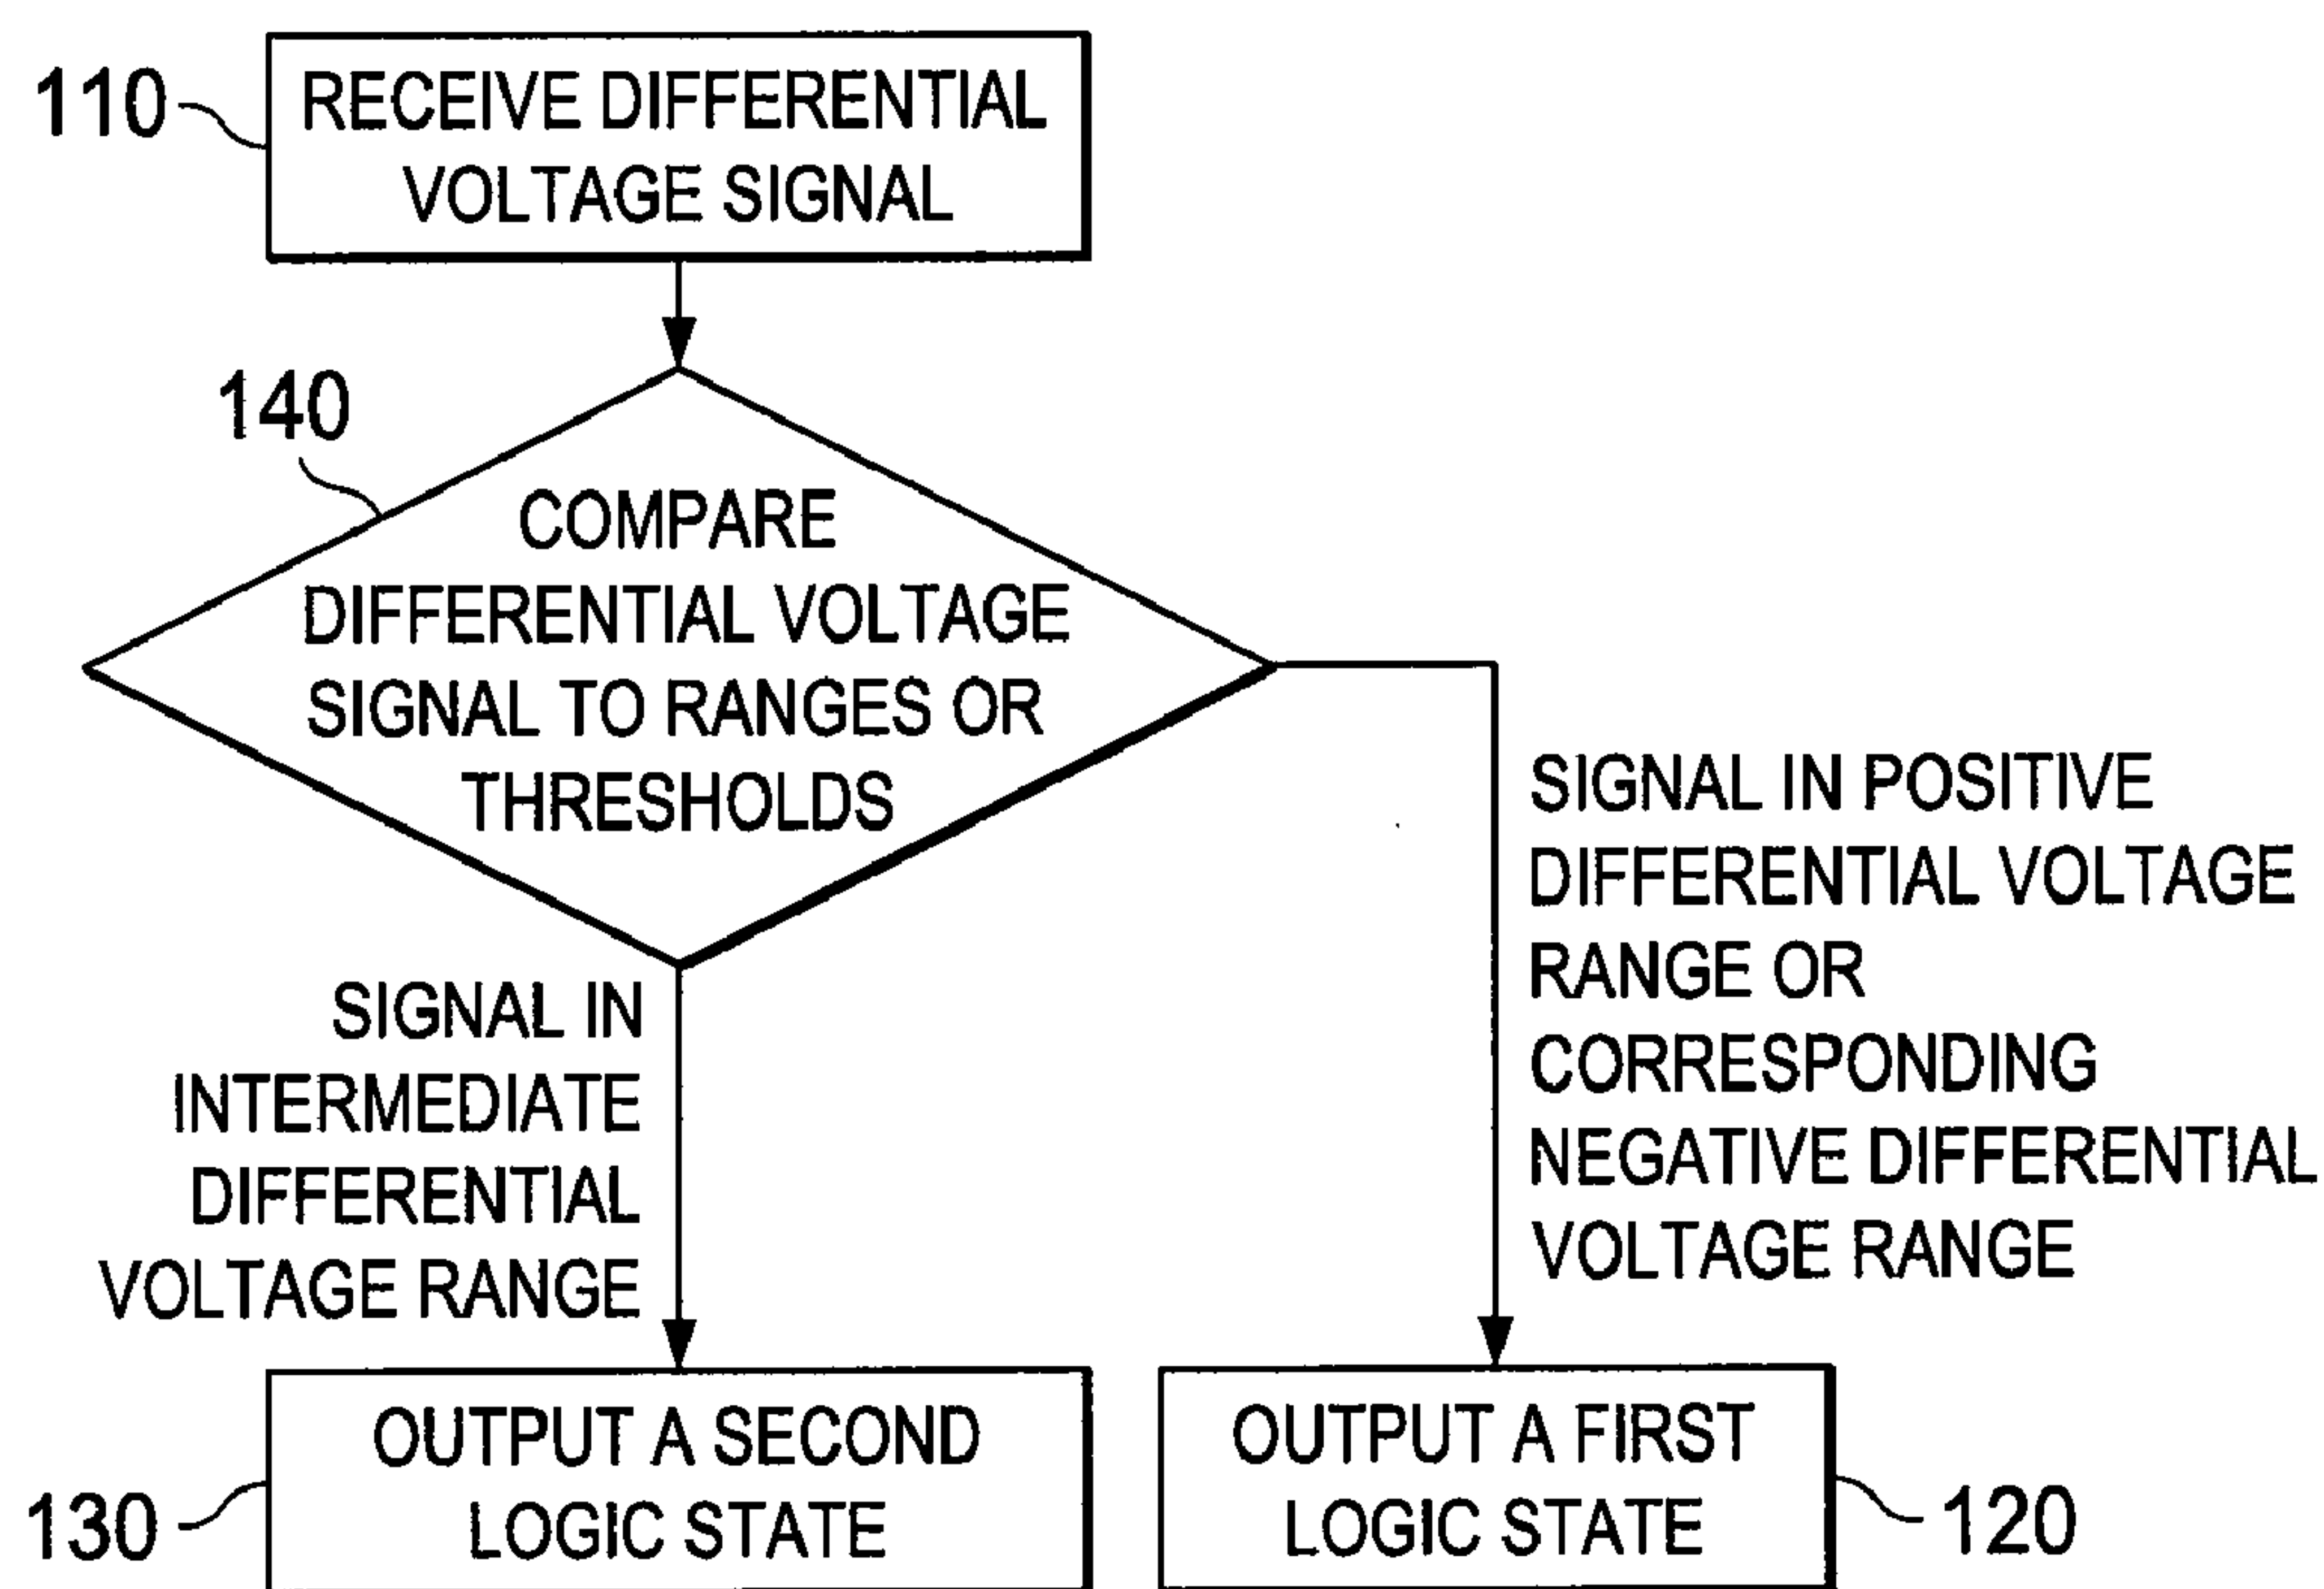 110
RECEIVE DIFFERENTIAL
VOLTAGE SIGNAL
140
COMPARE
DIFFERENTIAL VOLTAGE
SIGNAL TO RANGES OR
THRESHOLDS
SIGNAL IN POSITIVE
DIFFERENTIAL VOLTAGE
RANGE OR
CORRESPONDING
NEGATIVE DIFFERENTIAL
VOLTAGE RANGE
SIGNAL IN
INTERMEDIATE
DIFFERENTIAL
VOLTAGE RANGE
130
OUTPUT A SECOND
LOGIC STATE
OUTPUT A FIRST
LOGIC STATE
120